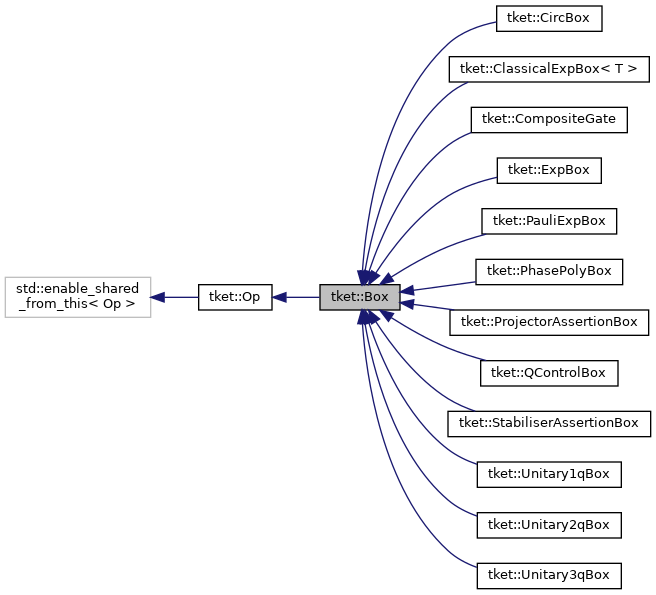 std::enable_shared
_from_this< Op >
tket::Op
tket::Box
tket::CircBox
tket::ClassicalExpBox< T >
tket::CompositeGate
tket::ExpBox
tket::PauliExpBox
tket::PhasePolyBox
tket::ProjectorAssertionBox
tket::QControlBox
tket::StabiliserAssertionBox
tket::Unitary1qBox
tket::Unitary2qBox
tket::Unitary3qBox